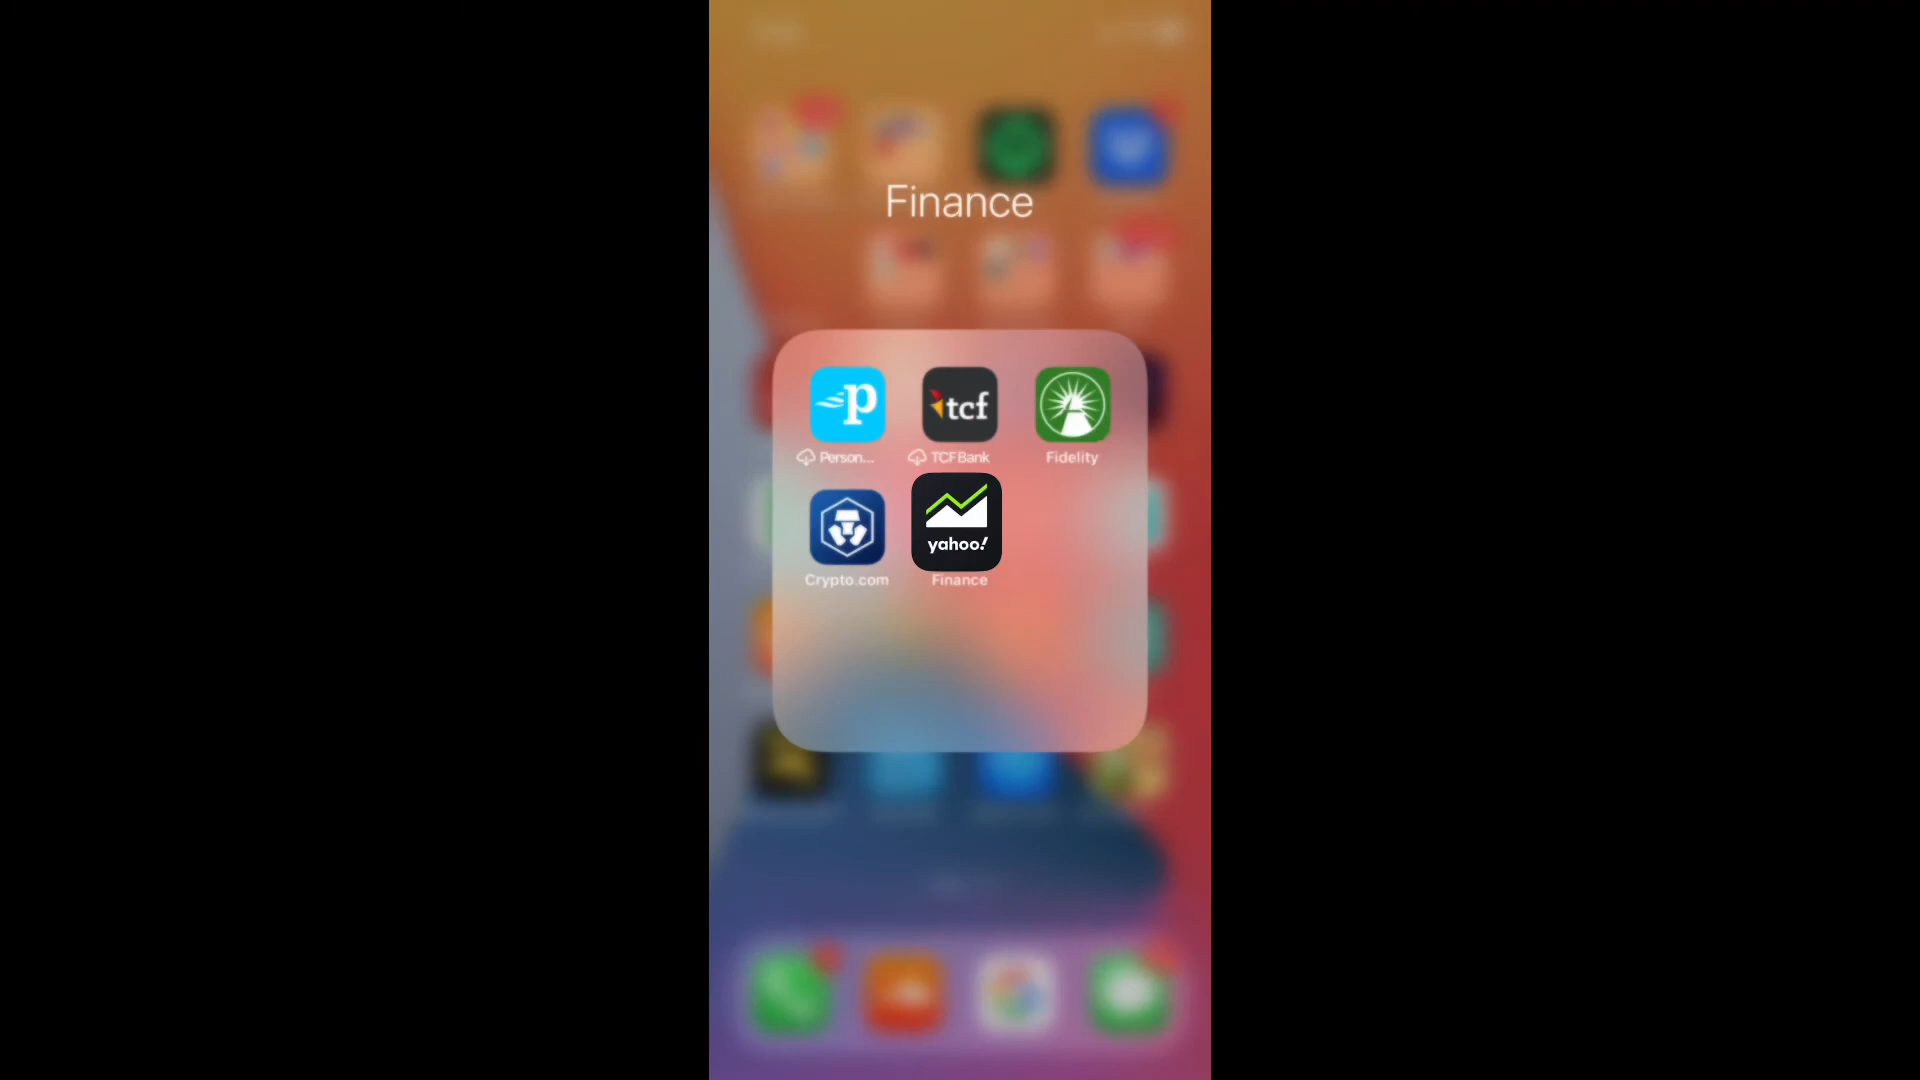 Finance
p
tcf
Person...
TCF Bank
Fidelity
yahoo!
Crypto.com
Finance